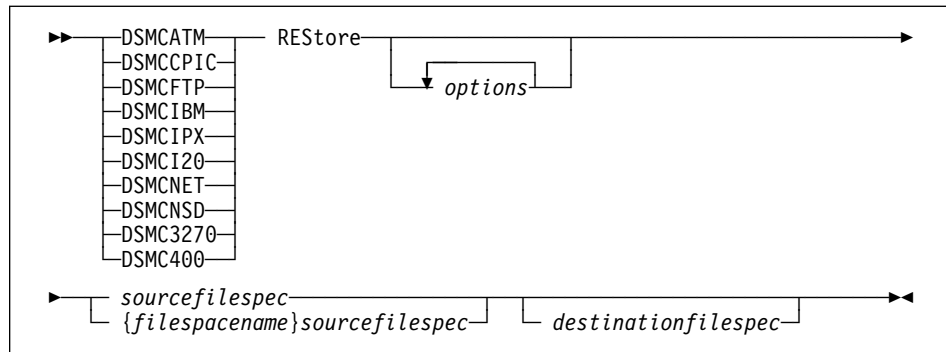 DSMCATM REStore
DSMCCPIC
options
DSMCFTP
DSMCIBM
DSMCIPX
DSMCI20
DSMCNET
DSMCNSD
DSMC3270
DSMC400
sourcefilespec
{filespacename}sourcefilespec destinationfilespec